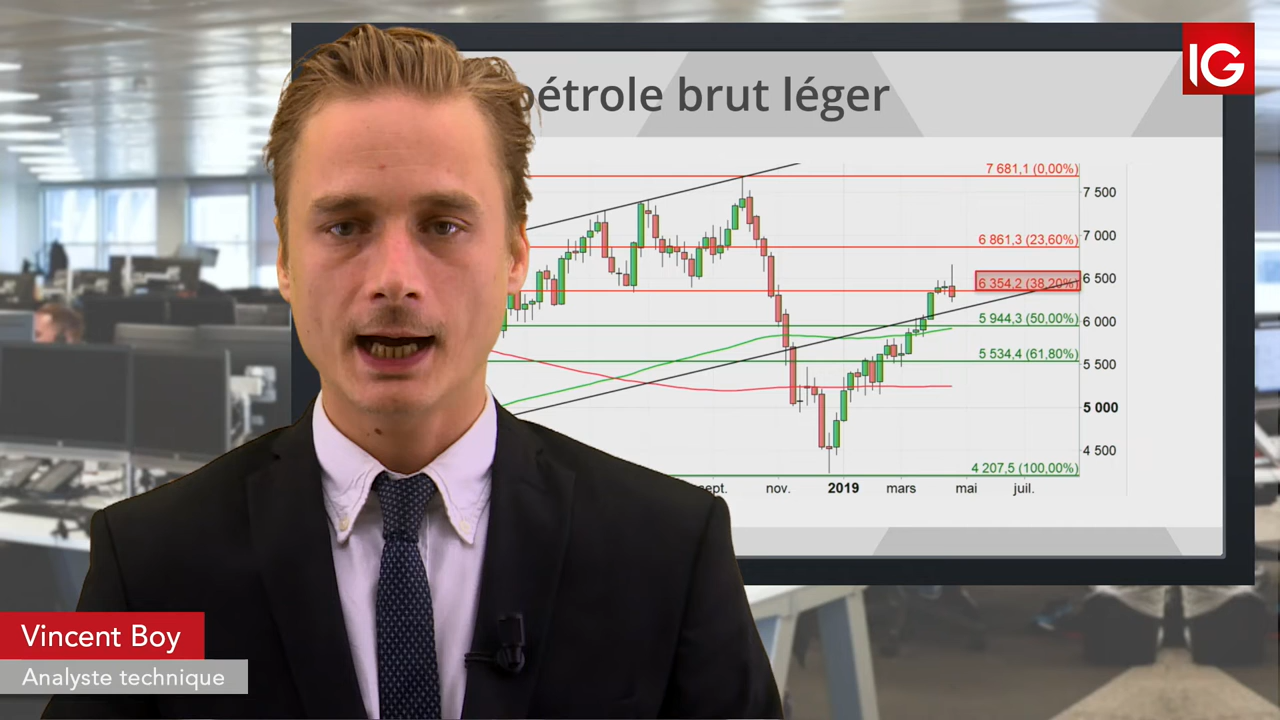 IG
pétrole brut léger
7 681,1 (0,00%)
7 500
7 000
6 861,3 (23,60%)
6 500
6 354,2 (38,20%)
6 000
5 944,3 (50,00%)
5 534,4 (61,80%)
5 500
5 000
4 500
4 207,5 (100,00%)
sept. nov. 2019 mars mai juil.
Vincent Boy
Analyste technique